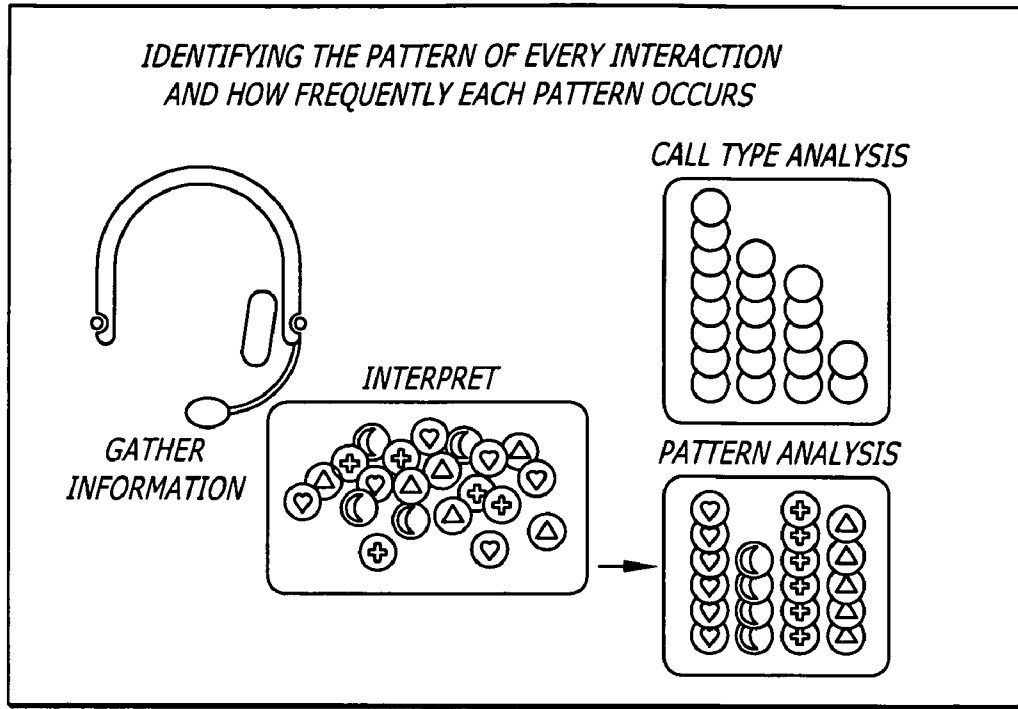 IDENTIFYING THE PATTERN OF EVERY INTERACTION
AND HOW FREQUENTLY EACH PATTERN OCCURS
CALL TYPE ANALYSIS
INTERPRET
GATHER
INFORMATION
PATTERN ANALYSIS